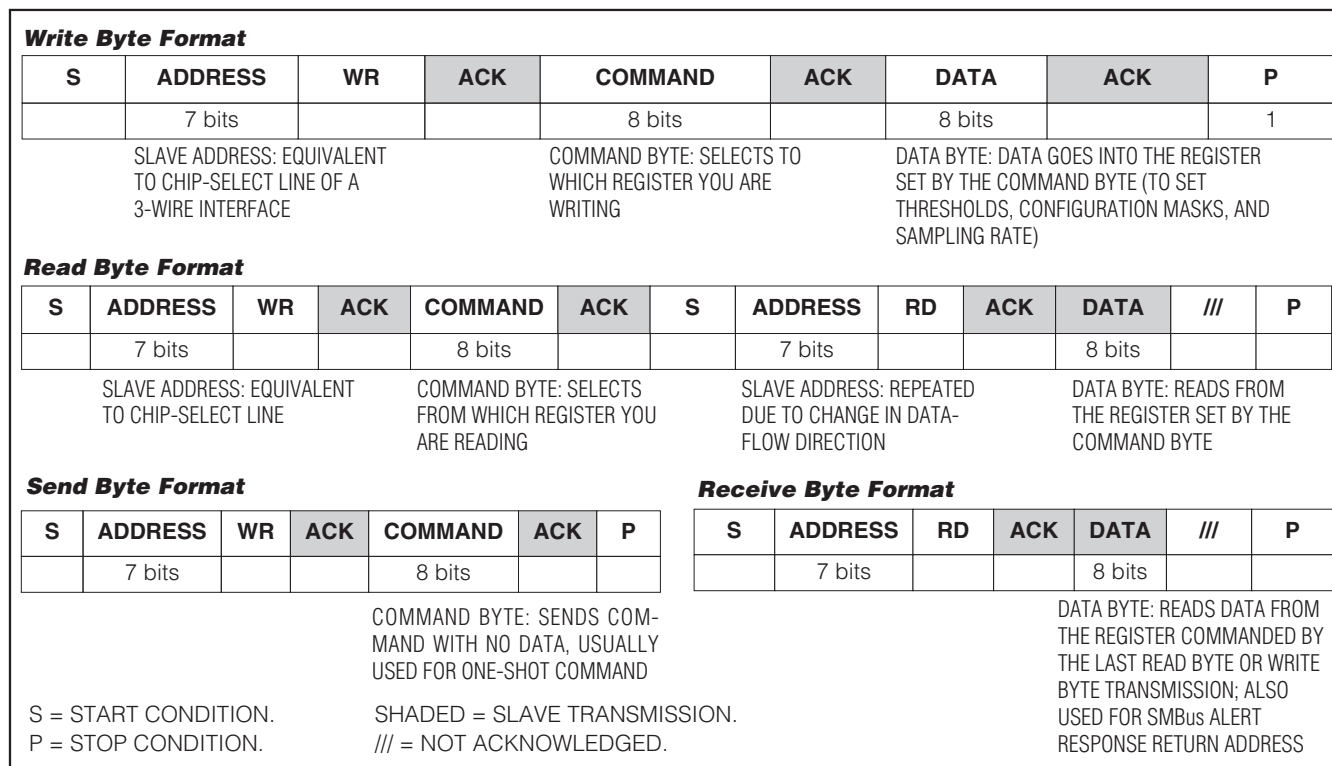 Write Byte Format
S ADDRESS WR ACK COMMAND ACK DATA ACK P
7 bits 8 bits 8 bits 1
SLAVE ADDRESS: EQUIVALENT
TO CHIP-SELECT LINE OF A
3-WIRE INTERFACE
COMMAND BYTE: SELECTS TO
WHICH REGISTER YOU ARE
WRITING
DATA BYTE: DATA GOES INTO THE REGISTER
SET BY THE COMMAND BYTE (TO SET
THRESHOLDS, CONFIGURATION MASKS, AND
SAMPLING RATE)
Read Byte Format
S ADDRESS WR ACK COMMAND ACK S ADDRESS RD ACK DATA /// P
7 bits 8 bits 7 bits 8 bits
SLAVE ADDRESS: EQUIVALENT
TO CHIP-SELECT LINE
COMMAND BYTE: SELECTS
FROM WHICH REGISTER YOU
ARE READING
SLAVE ADDRESS: REPEATED
DUE TO CHANGE IN DATA-
FLOW DIRECTION
DATA BYTE: READS FROM
THE REGISTER SET BY THE
COMMAND BYTE
Send Byte Format
S ADDRESS WR ACK COMMAND ACK P
7 bits 8 bits
COMMAND BYTE: SENDS COM-
MAND WITH NO DATA, USUALLY
USED FOR ONE-SHOT COMMAND
Receive Byte Format
S ADDRESS RD ACK DATA /// P
7 bits 8 bits
DATA BYTE: READS DATA FROM
THE REGISTER COMMANDED BY
THE LAST READ BYTE OR WRITE
BYTE TRANSMISSION; ALSO
USED FOR SMBus ALERT
RESPONSE RETURN ADDRESS
S = START CONDITION.
P = STOP CONDITION.
SHADED = SLAVE TRANSMISSION.
/// = NOT ACKNOWLEDGED.